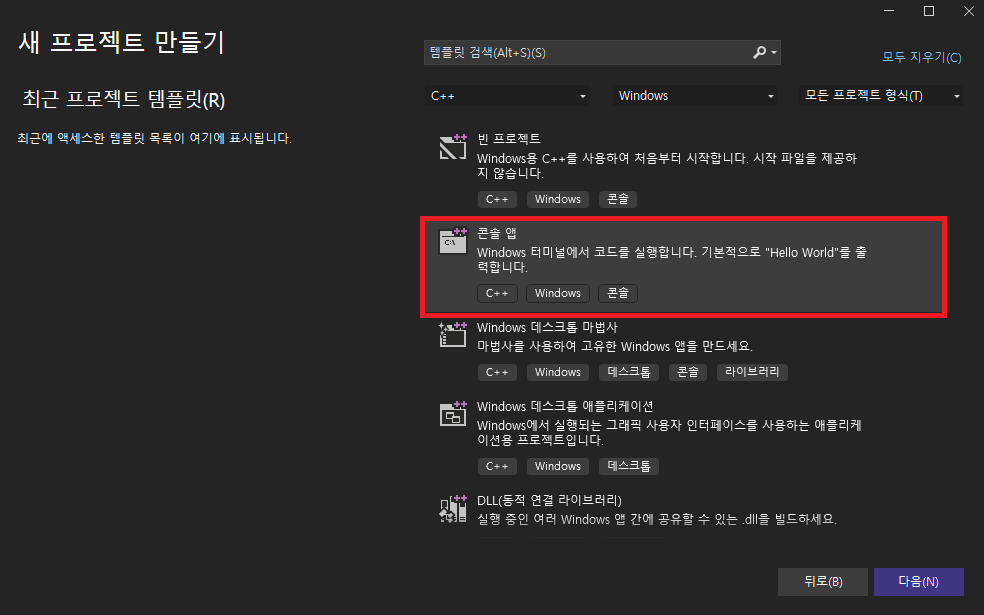 새 프로젝트 만들기
최근 프로젝트 템플릿(R)
최근에 액세스한 템플릿 목록이 여기에 표시됩니다.
템플릿 검색(Alt+S)(S)
모두 지우기(C)
C++
Windows
모든 프로젝트 형식(T)
빈 프로젝트
Windows용 C++를 사용하여 처음부터 시작합니다. 시작 파일을 제공하
지 않습니다.
C++ Windows 콘솔
C:\
콘솔 앱
Windows 터미널에서 코드를 실행합니다. 기본적으로 "Hello World"를 출
력합니다.
C++ Windows 콘솔
Windows 데스크톱 마법사
마법사를 사용하여 고유한 Windows 앱을 만드세요.
C++ Windows 데스크톱 콘솔 라이브러리
Windows 데스크톱 애플리케이션
Windows에서 실행되는 그래픽 사용자 인터페이스를 사용하는 애플리케
이션용 프로젝트입니다.
C++ Windows 데스크톱
DLL(동적 연결 라이브러리)
실행 중인 여러 Windows 앱 간에 공유할 수 있는 .dll을 빌드하세요.
뒤로(B)
다음(N)